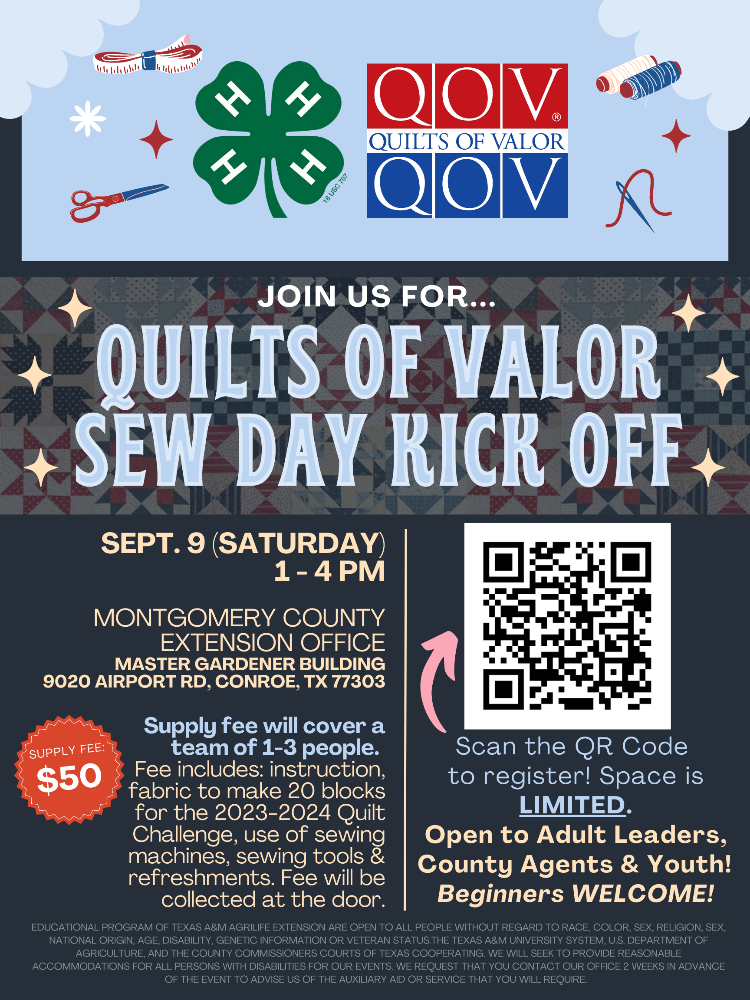 H H
H H
18 USC 707
QOV®
QUILTS OF VALOR
QOV
JOIN US FOR...
QUILTS OF VALOR
SEW DAY KICK OFF
SEPT. 9 (SATURDAY)
1 - 4 PM
MONTGOMERY COUNTY
EXTENSION OFFICE
MASTER GARDENER BUILDING
9020 AIRPORT RD, CONROE, TX 77303
SUPPLY FEE:
$50
Supply fee will cover a
team of 1-3 people.
Fee includes: instruction,
fabric to make 20 blocks
for the 2023-2024 Quilt
Challenge, use of sewing
machines, sewing tools &
refreshments. Fee will be
collected at the door.
Scan the QR Code
to register! Space is
LIMITED.
Open to Adult Leaders,
County Agents & Youth!
Beginners WELCOME!
EDUCATIONAL PROGRAM OF TEXAS A&M AGRILIFE EXTENSION ARE OPEN TO ALL PEOPLE WITHOUT REGARD TO RACE, COLOR, SEX, RELIGION, SEX,
NATIONAL ORIGIN, AGE, DISABILITY, GENETIC INFORMATION OR VETERAN STATUS.THE TEXAS A&M UNIVERSITY SYSTEM, U.S. DEPARTMENT OF
AGRICULTURE, AND THE COUNTY COMMISSIONERS COURTS OF TEXAS COOPERATING. WE WILL SEEK TO PROVIDE REASONABLE
ACCOMMODATIONS FOR ALL PERSONS WITH DISABILITIES FOR OUR EVENTS. WE REQUEST THAT YOU CONTACT OUR OFFICE 2 WEEKS IN ADVANCE
OF THE EVENT TO ADVISE US OF THE AUXILIARY AID OR SERVICE THAT YOU WILL REQUIRE.